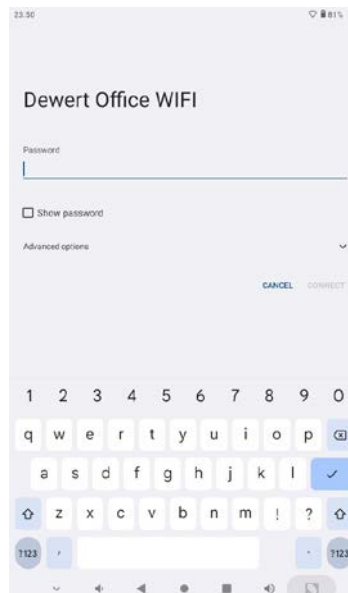 23.50 81%
Dewert Office WIFI
Password
Show password
Advanced options
CANCEL CONNECT
1 2 3 4 5 6 7 8 9 0
q w e r t y u i o p
a s d f g h j k l
z x c v b n m ! ?
?123 , . ?123